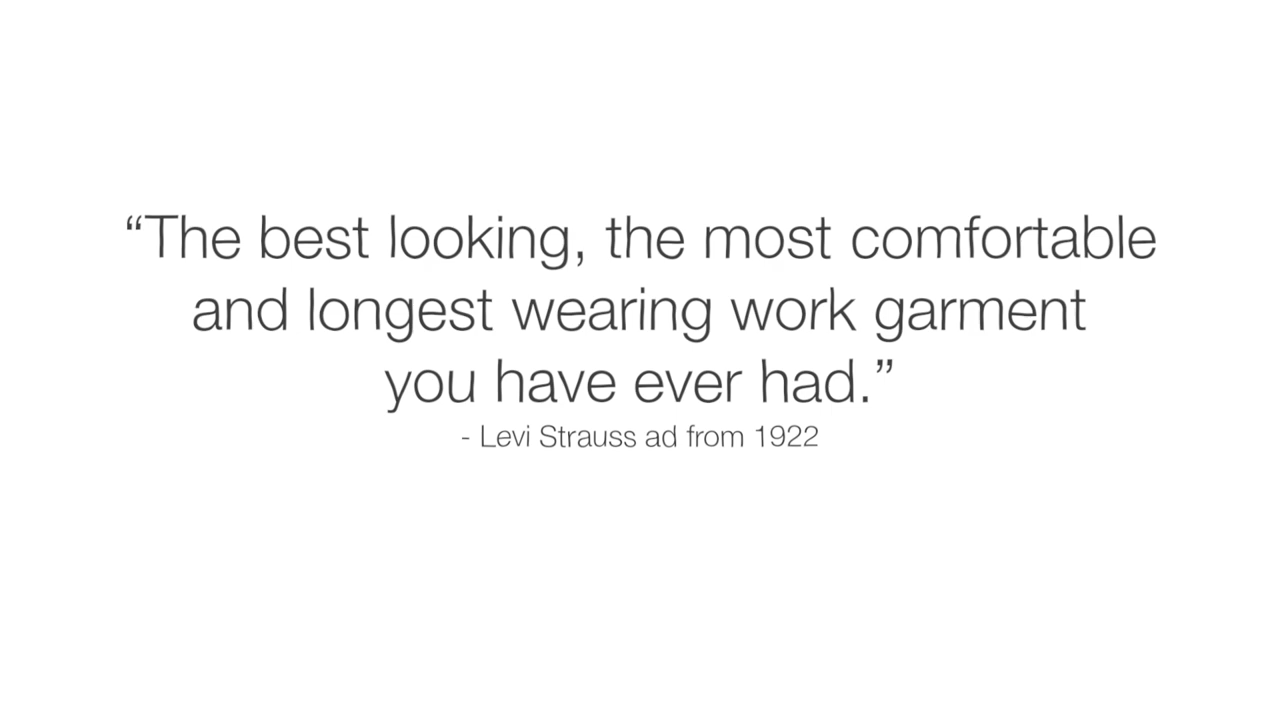 “The best looking, the most comfortable
and longest wearing work garment
you have ever had.”
- Levi Strauss ad from 1922